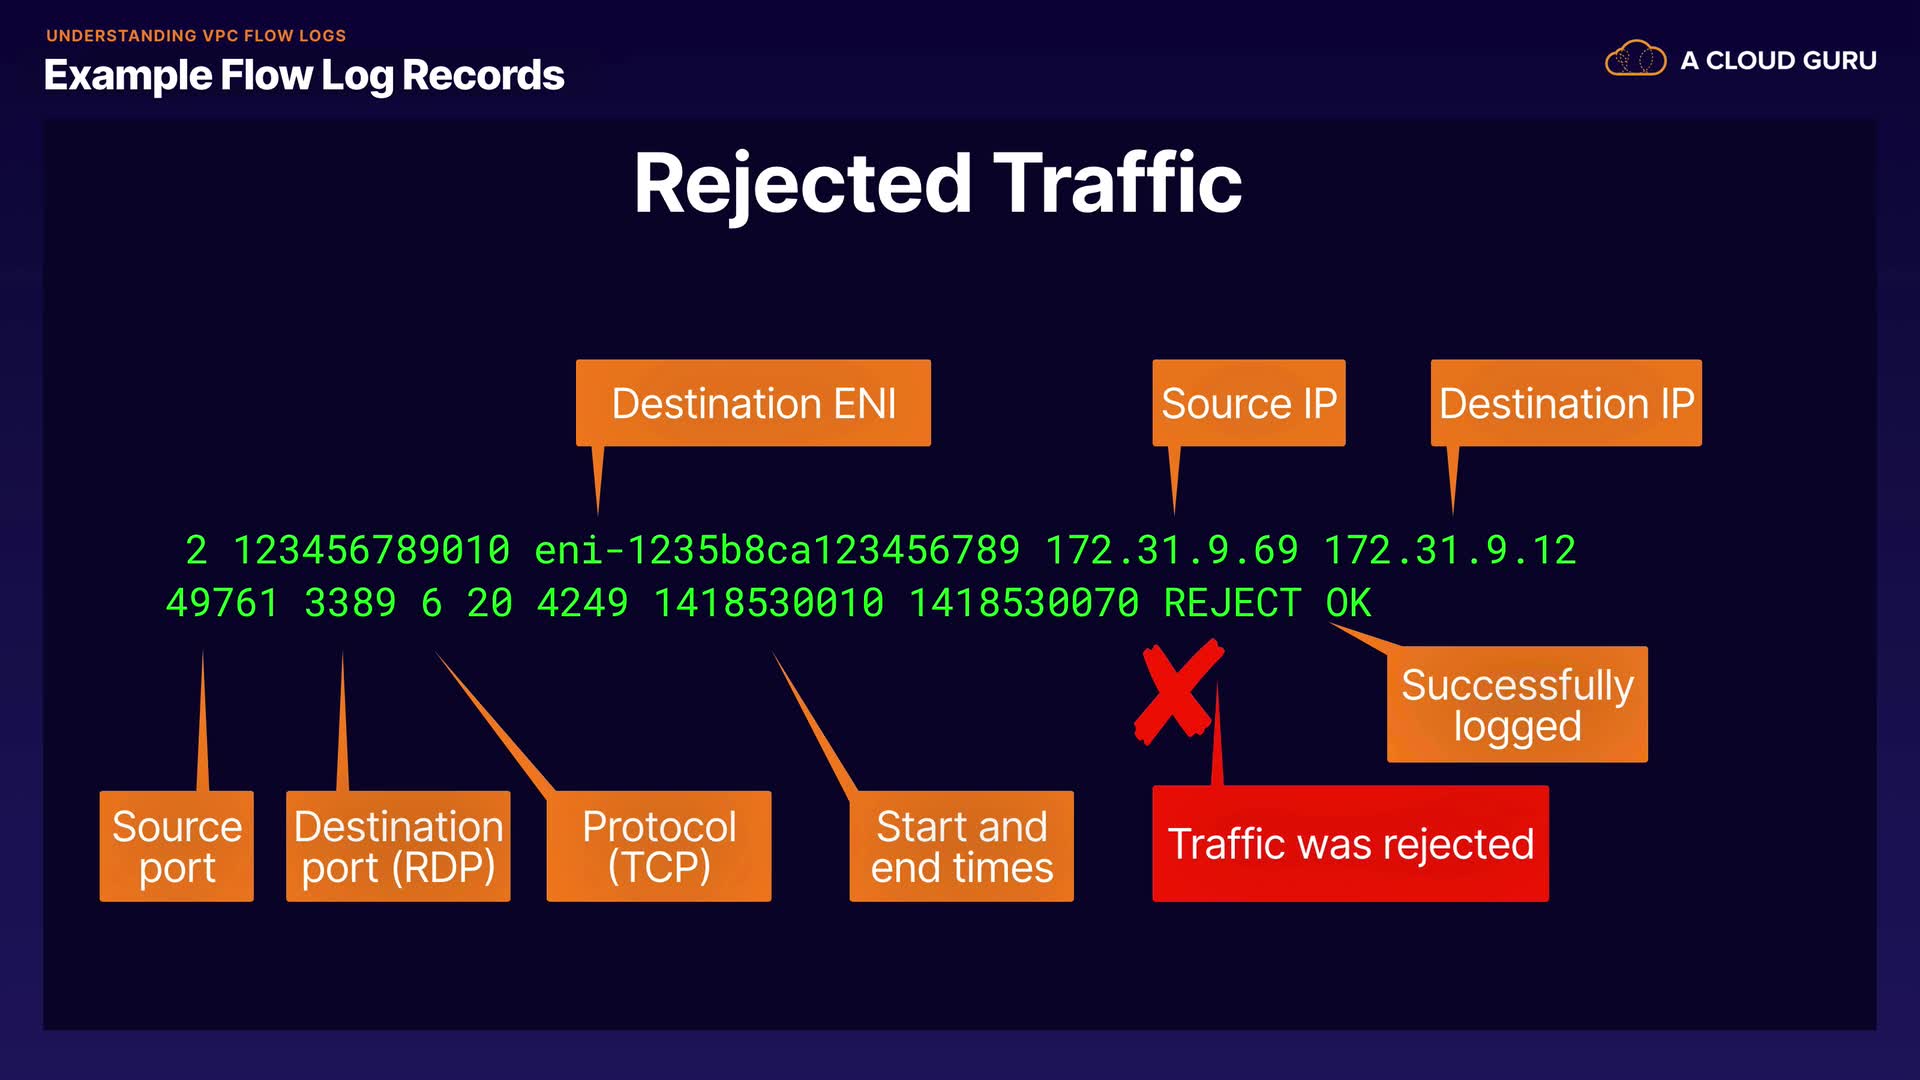 UNDERSTANDING VPC FLOW LOGS
Example Flow Log Records
A CLOUD GURU
Rejected Traffic
Destination ENI
Source IP
Destination IP
2 123456789010 eni-1235b8ca123456789 172.31.9.69 172.31.9.12
49761 3389 6 20 4249 1418530010 1418530070 REJECT OK
Successfully
logged
Source
port
Destination
port (RDP)
Protocol
(TCP)
Start and
end times
Traffic was rejected